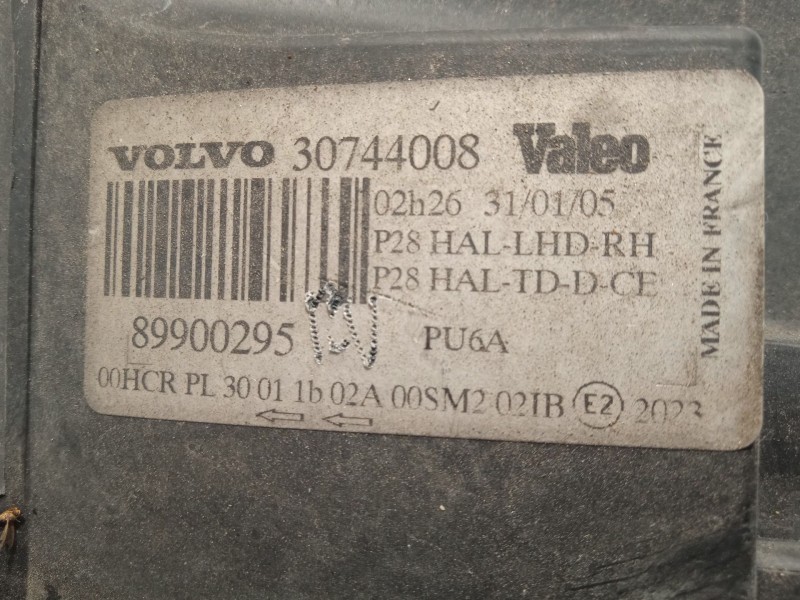 VOLVO 30744008 Valeo
02h26 31/01/05
P28 HAL-LHD-RH
P28 HAL-TD-D-CE
89900295 PU6A
00HCR PL 30 01 1b 02A 00SM2 02IB E2 2023
MADE IN FRANCE